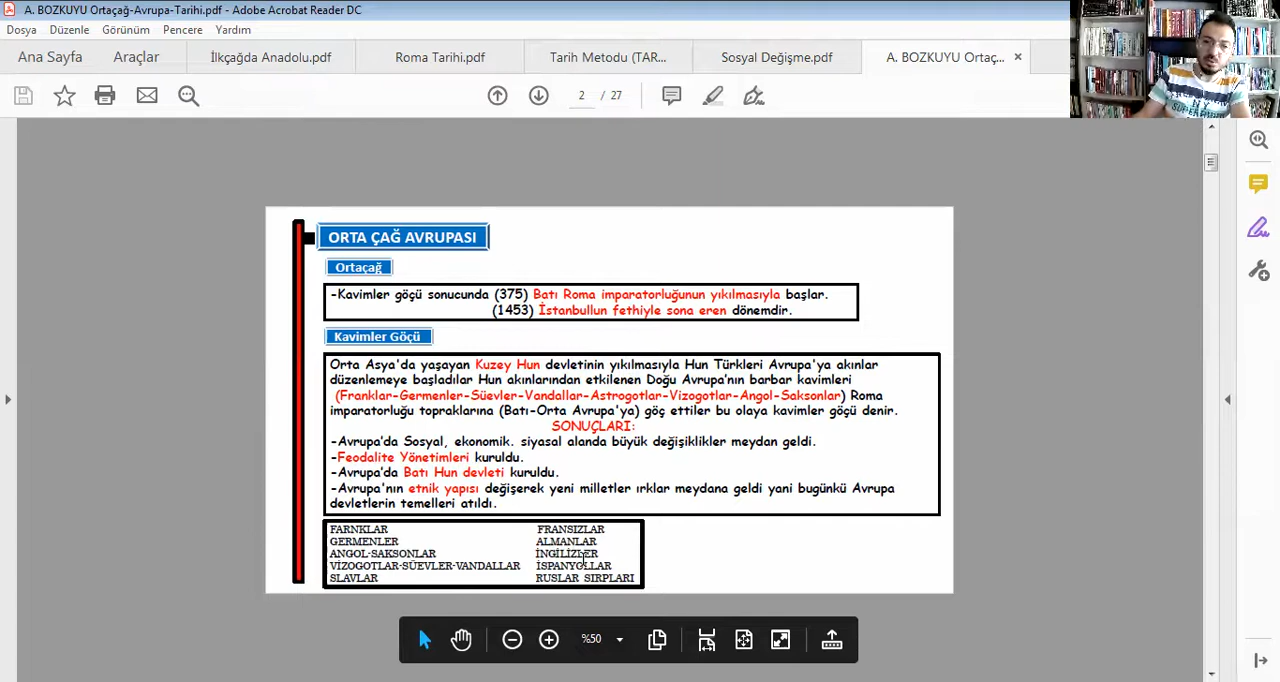 A. BOZKUYU Ortaçağ-Avrupa-Tarihi.pdf - Adobe Acrobat Reader DC
Dosya Düzenle Görünüm Pencere Yardım
Ana Sayfa Araçlar İlkçağda Anadolu.pdf Roma Tarihi.pdf Tarih Metodu (TAR... Sosyal Değişme.pdf A. BOZKUYU Ortaç... ×
2 / 27
ORTA ÇAĞ AVRUPASI
Ortaçağ
-Kavimler göçü sonucunda (375) Batı Roma imparatorluğunun yıkılmasıyla başlar.
(1453) İstanbullun fethiyle sona eren dönemdir.
Kavimler Göçü
Orta Asya'da yaşayan Kuzey Hun devletinin yıkılmasıyla Hun Türkleri Avrupa'ya akınlar
düzenlemeye başladılar Hun akınlarından etkilenen Doğu Avrupa'nın barbar kavimleri
(Franklar-Germenler-Süevler-Vandallar-Astrogotlar-Vizogotlar-Angol-Saksonlar) Roma
imparatorluğu topraklarına (Batı-Orta Avrupa'ya) göç ettiler bu olaya kavimler göçü denir.
SONUÇLARI:
-Avrupa'da Sosyal, ekonomik. siyasal alanda büyük değişiklikler meydan geldi.
-Feodalite Yönetimleri kuruldu.
-Avrupa'da Batı Hun devleti kuruldu.
-Avrupa'nın etnik yapısı değişerek yeni milletler ırklar meydana geldi yani bugünkü Avrupa
devletlerin temelleri atıldı.
FARNKLAR FRANSIZLAR
GERMENLER ALMANLAR
ANGOL-SAKSONLAR İNGİLİZLER
VİZOGOTLAR-SÜEVLER-VANDALLAR İSPANYOLLAR
SLAVLAR RUSLAR SIRPLARI
%50